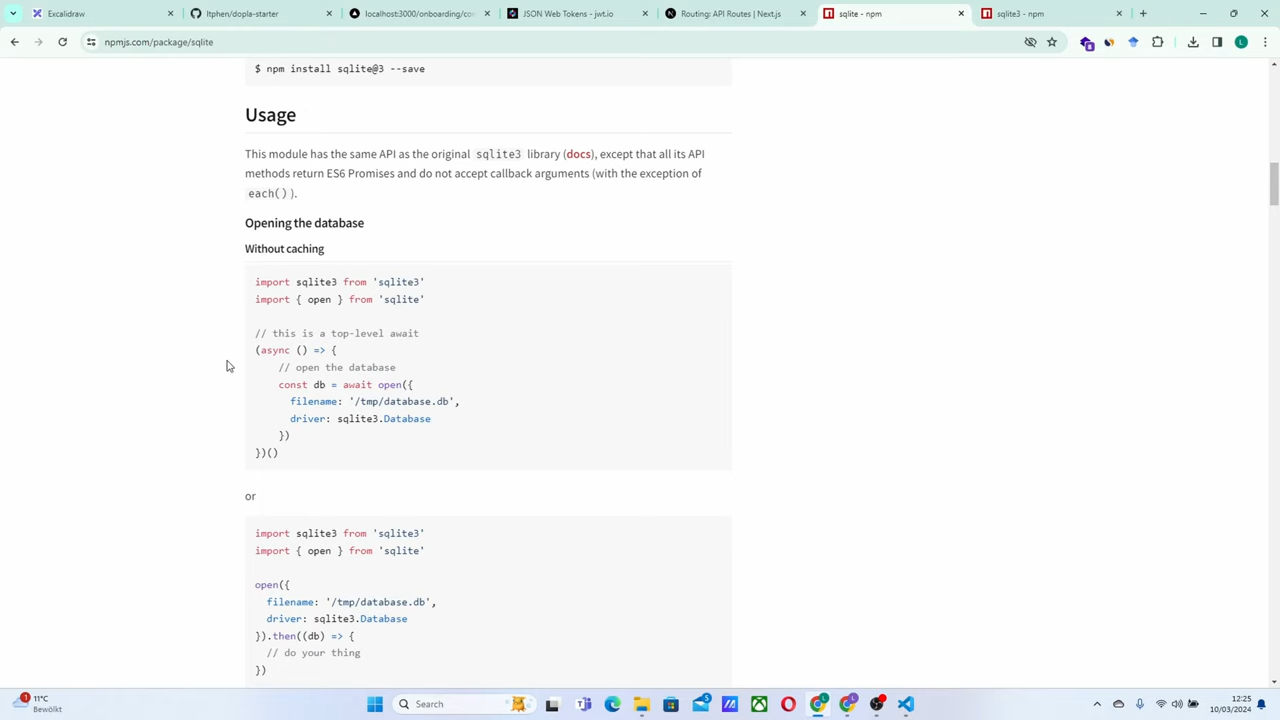 Excalidraw
ltphen/dopla-starter
localhost:3000/onboarding/co
JSON Web Tokens - jwt.io
Routing: API Routes | Next.js
sqlite - npm
sqlite3 - npm
npmjs.com/package/sqlite
L
$ npm install sqlite@3 --save
Usage
This module has the same API as the original sqlite3 library (docs), except that all its API
methods return ES6 Promises and do not accept callback arguments (with the exception of
each() ).
Opening the database
Without caching
import sqlite3 from 'sqlite3'
import { open } from 'sqlite'
// this is a top-level await
(async () => {
// open the database
const db = await open({
filename: '/tmp/database.db',
driver: sqlite3.Database
})
})()
or
import sqlite3 from 'sqlite3'
import { open } from 'sqlite'
open({
filename: '/tmp/database.db',
driver: sqlite3.Database
}).then((db) => {
// do your thing
})
1
11°C
Bewölkt
Search
12:25
10/03/2024